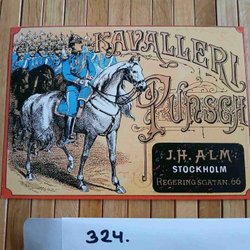 KAVALLERI
PUNSCH
J.H. ALM
STOCKHOLM
REGERINGSGATAN. 66
324.